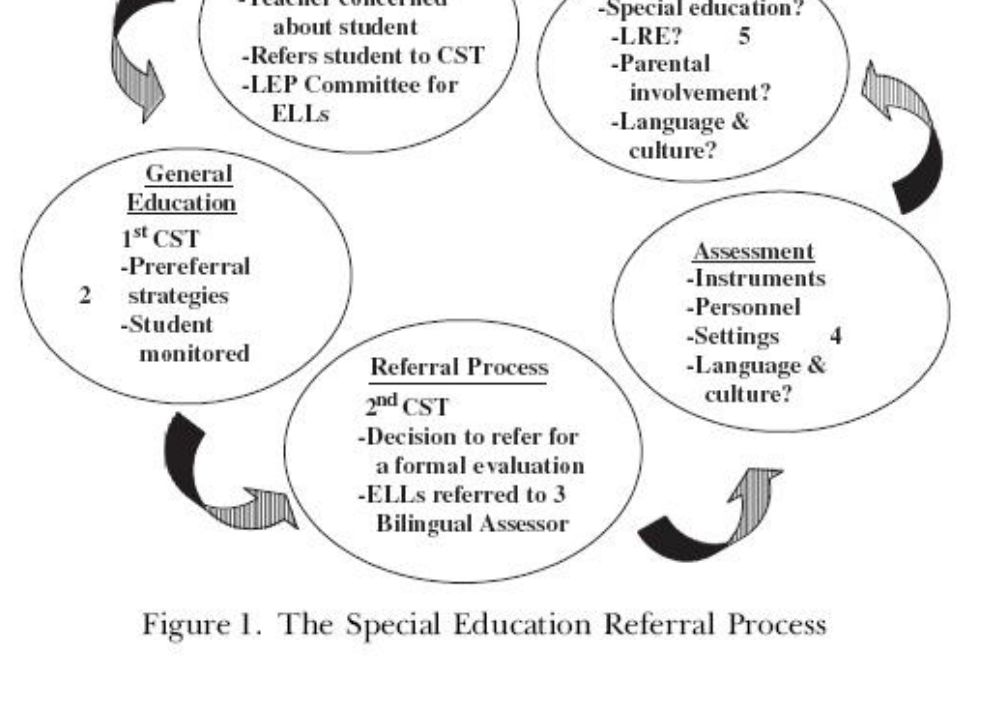 -Teacher concerned
about student
-Refers student to CST
-LEP Committee for
ELLs
General
Education
1st CST
-Prereferral
2 strategies
-Student
monitored
Referral Process
2nd CST
-Decision to refer for
a formal evaluation
-ELLs referred to 3
Bilingual Assessor
Assessment
-Instruments
-Personnel
-Settings 4
-Language &
culture?
-Special education?
-LRE? 5
-Parental
involvement?
-Language &
culture?
Figure 1. The Special Education Referral Process